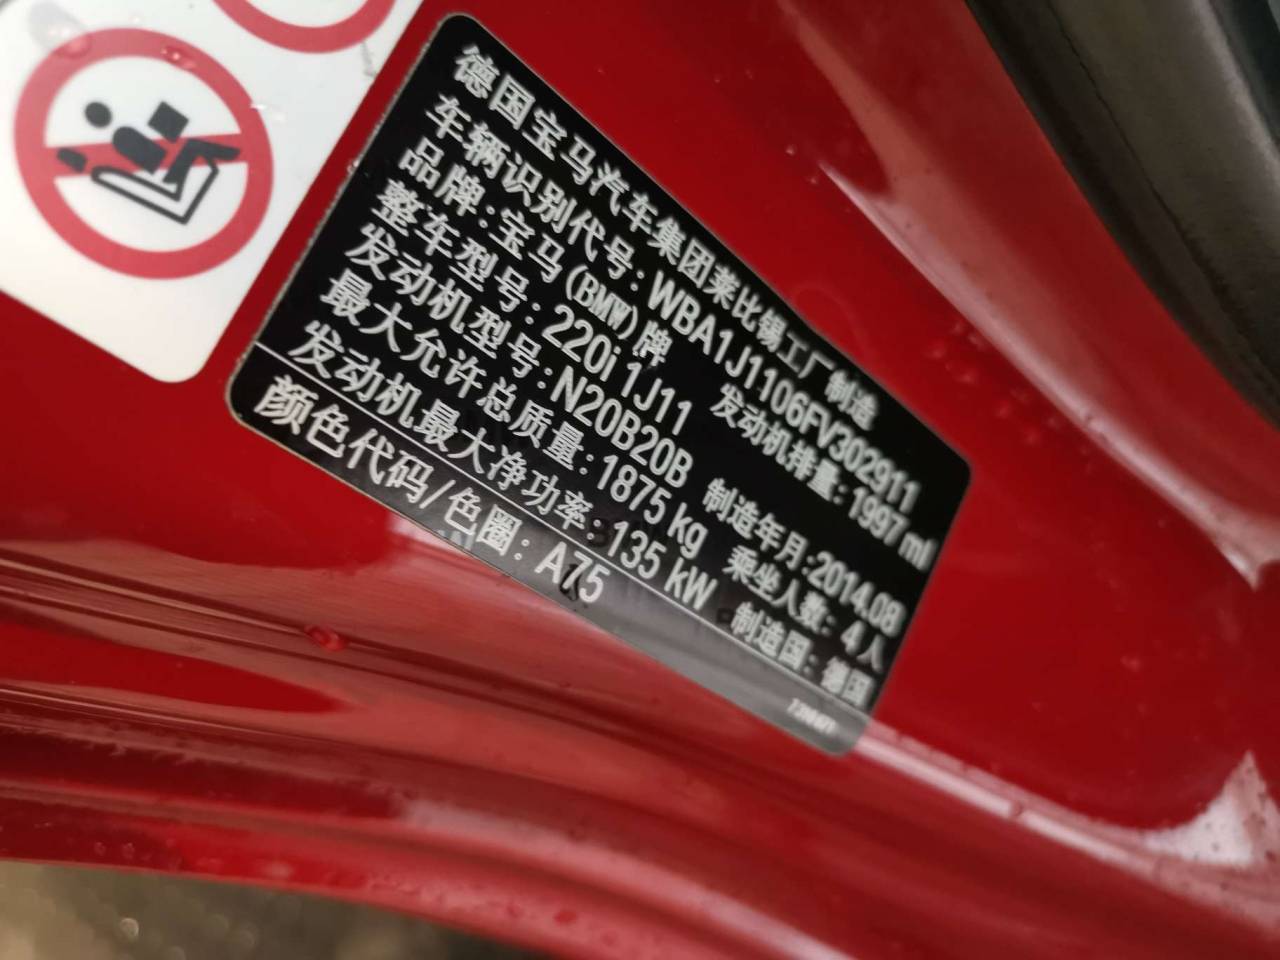 德国宝马汽车集团莱比锡工厂制造
车辆识别代号: WBA1J1106FV302911
品牌: 宝马(BMW)牌 发动机排量: 1997 ml
整车型号: 220i 1J11
发动机型号: N20B20B 制造年月: 2014.08
最大允许总质量: 1875 kg 乘坐人数: 4人
发动机最大净功率: 135 kW 制造国: 德国
颜色代码/色圈: A75